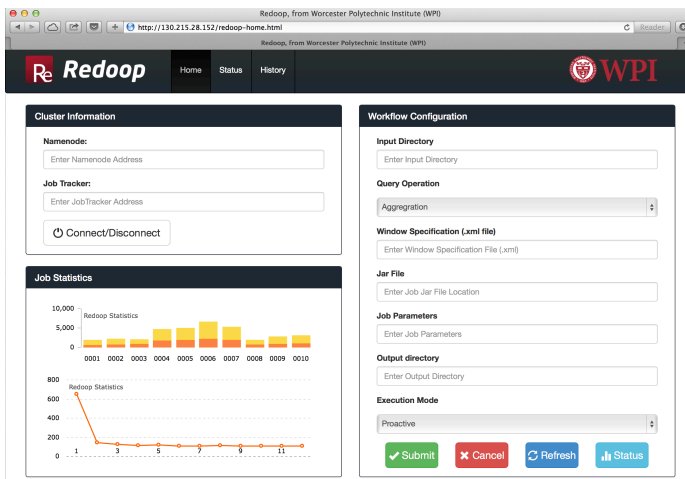 Redoop, from Worcester Polytechnic Institute (WPI)
http://130.215.28.152/redoop-home.html
Reader
Redoop, from Worcester Polytechnic Institute (WPI)
Re Redoop
Home Status History
WPI
Cluster Information
Namenode:
Enter Namenode Address
Job Tracker:
Enter JobTracker Address
Connect/Disconnect
Job Statistics
Redoop Statistics
10,000
5,000
0
0001 0002 0003 0004 0005 0006 0007 0008 0009 0010
Redoop Statistics
800
600
400
200
0
1 3 5 7 9 11
Workflow Configuration
Input Directory
Enter Input Directory
Query Operation
Aggregration
Window Specification (.xml file)
Enter Window Specification File (.xml)
Jar File
Enter Job Jar File Location
Job Parameters
Enter Job Parameters
Output directory
Enter Output Directory
Execution Mode
Proactive
Submit Cancel Refresh Status